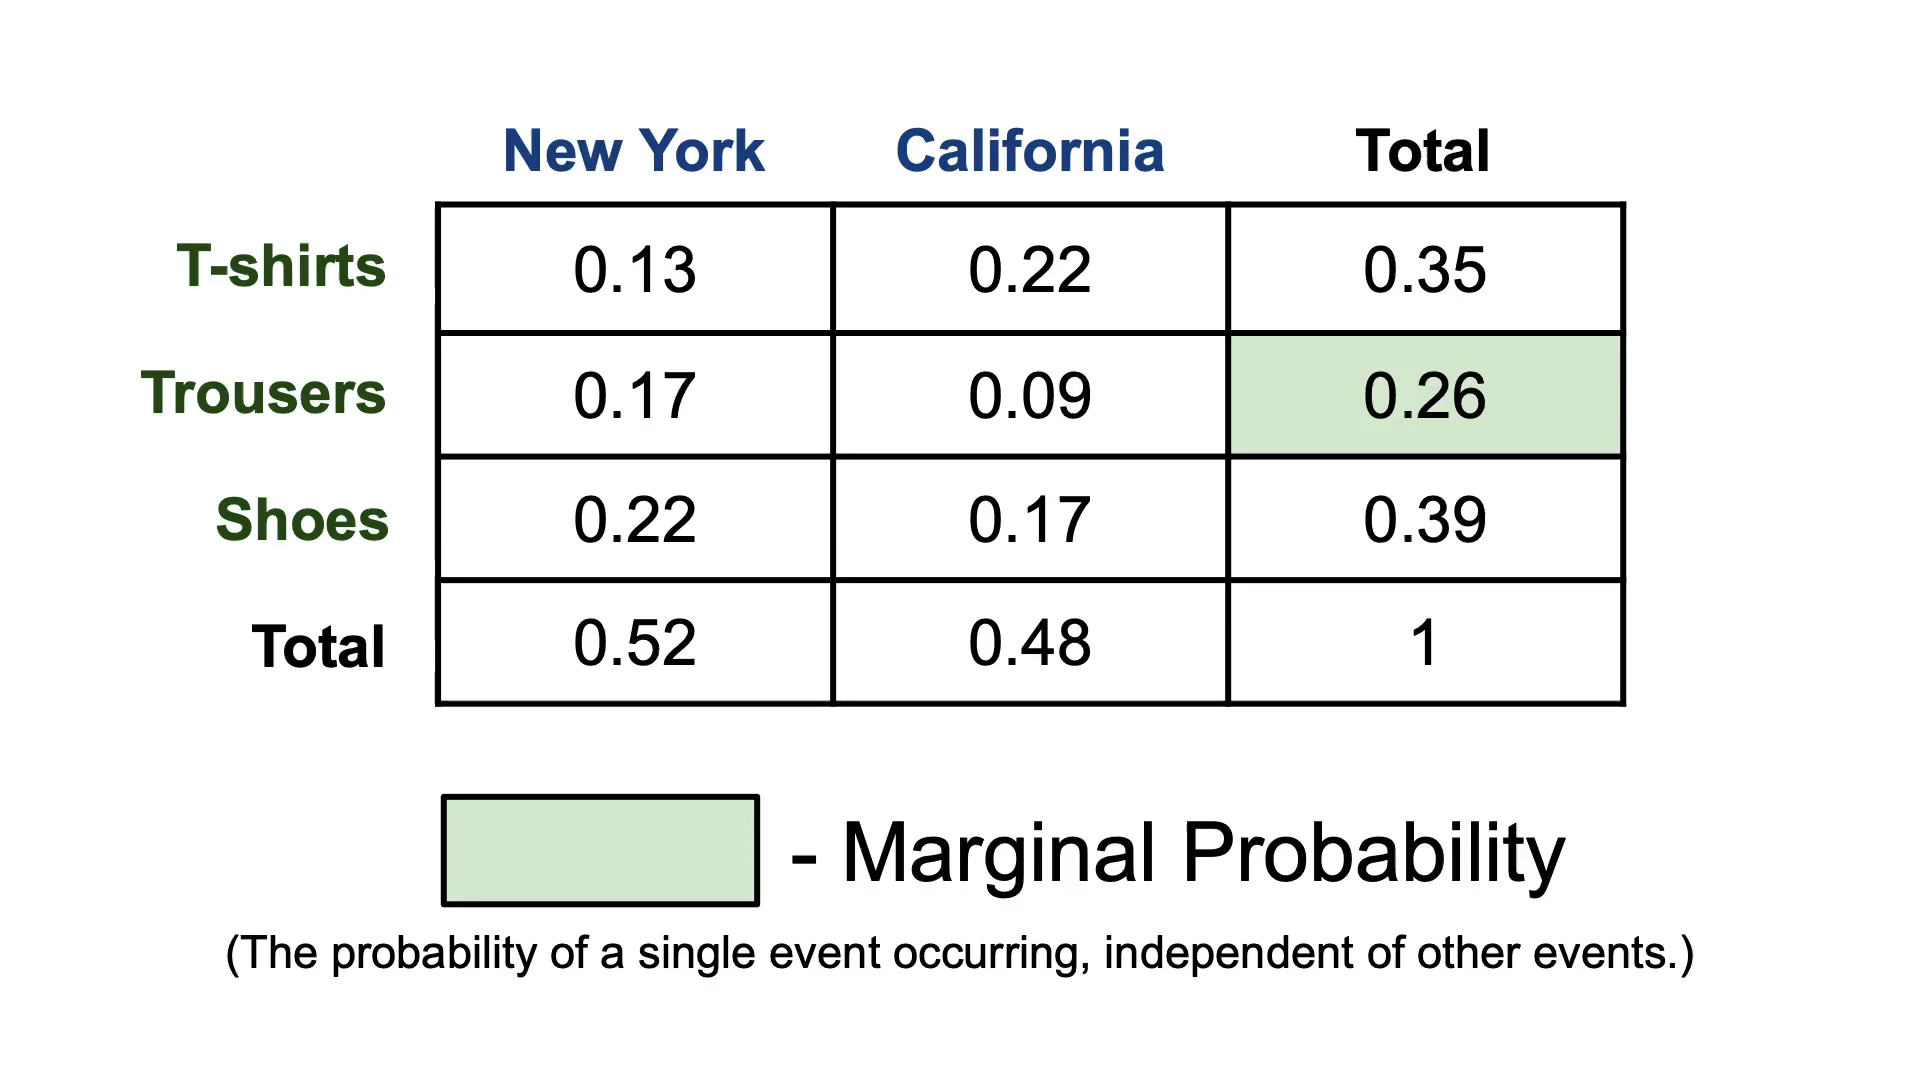 New York California Total
T-shirts 0.13 0.22 0.35
Trousers 0.17 0.09 0.26
Shoes 0.22 0.17 0.39
Total 0.52 0.48 1
- Marginal Probability
(The probability of a single event occurring, independent of other events.)